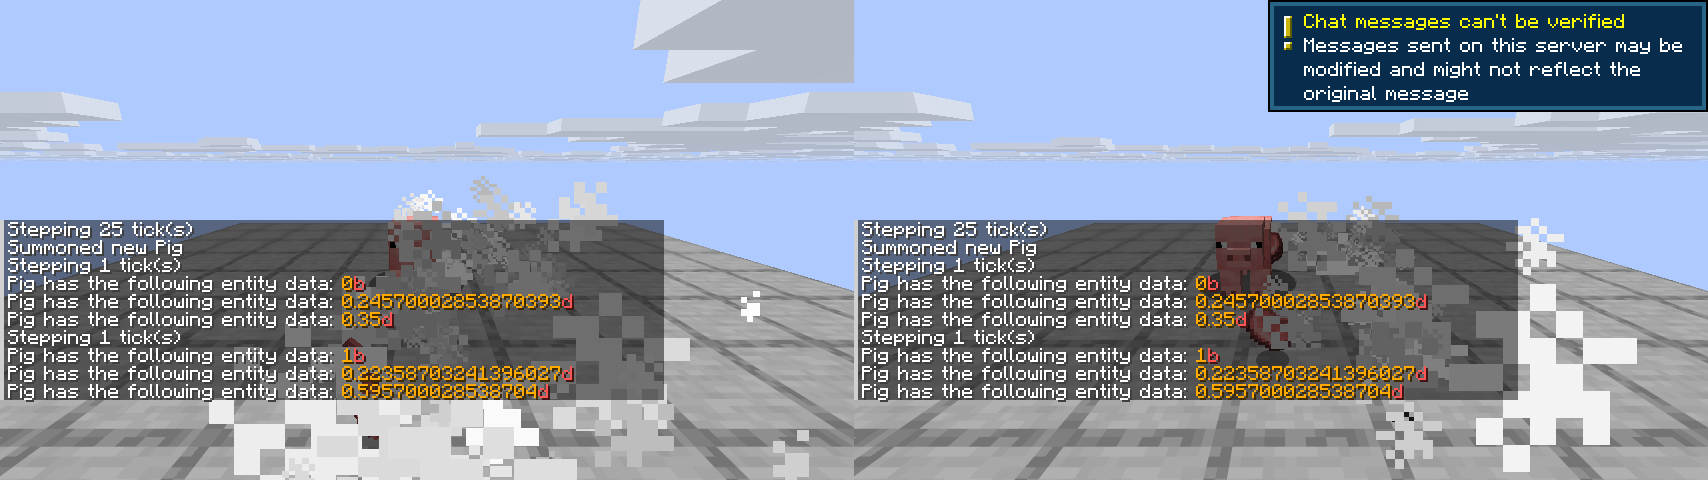 Chat messages can't be verified
Messages sent on this server may be
modified and might not reflect the
original message
Stepping 25 tick(s)
Summoned new Pig
Stepping 1 tick(s)
Pig has the following entity data: 0b
Pig has the following entity data: 0.245700002853870393d
Pig has the following entity data: 0.35d
Stepping 1 tick(s)
Pig has the following entity data: 1b
Pig has the following entity data: 0.22358703241396027d
Pig has the following entity data: 0.5957000028538704d
Stepping 25 tick(s)
Summoned new Pig
Stepping 1 tick(s)
Pig has the following entity data: 0b
Pig has the following entity data: 0.245700002853870393d
Pig has the following entity data: 0.35d
Stepping 1 tick(s)
Pig has the following entity data: 1b
Pig has the following entity data: 0.22358703241396027d
Pig has the following entity data: 0.5957000028538704d